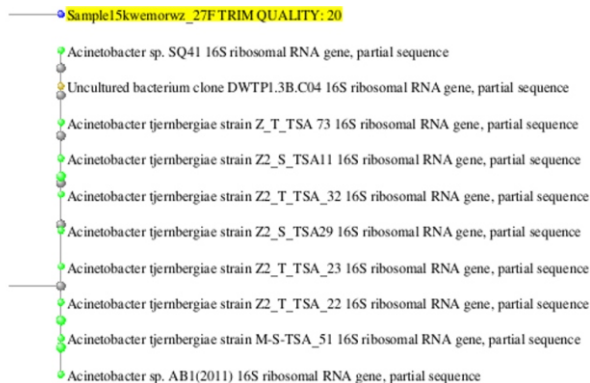 Sample15kwemorwz_27F TRIM QUALITY: 20
Acinetobacter sp. SQ41 16S ribosomal RNA gene, partial sequence
Uncultured bacterium clone DWTP1.3B.C04 16S ribosomal RNA gene, partial sequence
Acinetobacter tjernbergiae strain Z_T_TSA 73 16S ribosomal RNA gene, partial sequence
Acinetobacter tjernbergiae strain Z2_S_TSA11 16S ribosomal RNA gene, partial sequence
Acinetobacter tjernbergiae strain Z2_T_TSA_32 16S ribosomal RNA gene, partial sequence
Acinetobacter tjernbergiae strain Z2_S_TSA29 16S ribosomal RNA gene, partial sequence
Acinetobacter tjernbergiae strain Z2_T_TSA_23 16S ribosomal RNA gene, partial sequence
Acinetobacter tjernbergiae strain Z2_T_TSA_22 16S ribosomal RNA gene, partial sequence
Acinetobacter tjernbergiae strain M-S-TSA_51 16S ribosomal RNA gene, partial sequence
Acinetobacter sp. AB1(2011) 16S ribosomal RNA gene, partial sequence